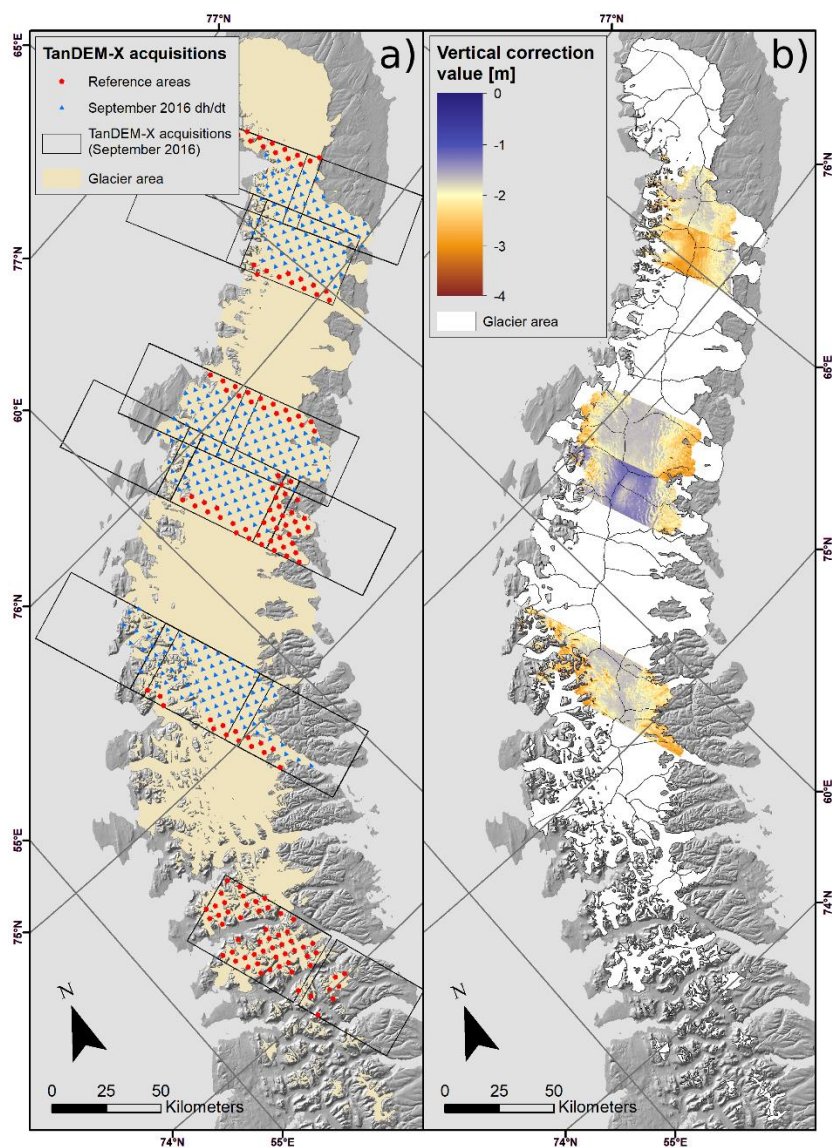 77°N
65°E
TanDEM-X acquisitions
a)
Reference areas
September 2016 dh/dt
TanDEM-X acquisitions
(September 2016)
Glacier area
77°N
60°E
76°N
55°E
75°N
N
0 25 50
Kilometers
74°N
55°E
77°N
Vertical correction
value [m]
b)
0
-1
-2
-3
-4
Glacier area
76°N
65°E
75°N
60°E
74°N
N
0 25 50
Kilometers
74°N
55°E